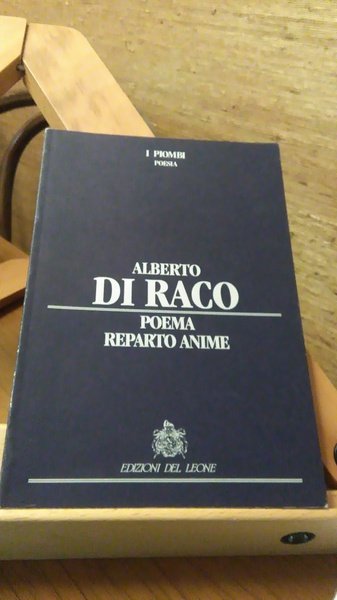 I PIOMBI
POESIA
ALBERTO
DI RACO
POEMA
REPARTO ANIME
EDIZIONI DEL LEONE